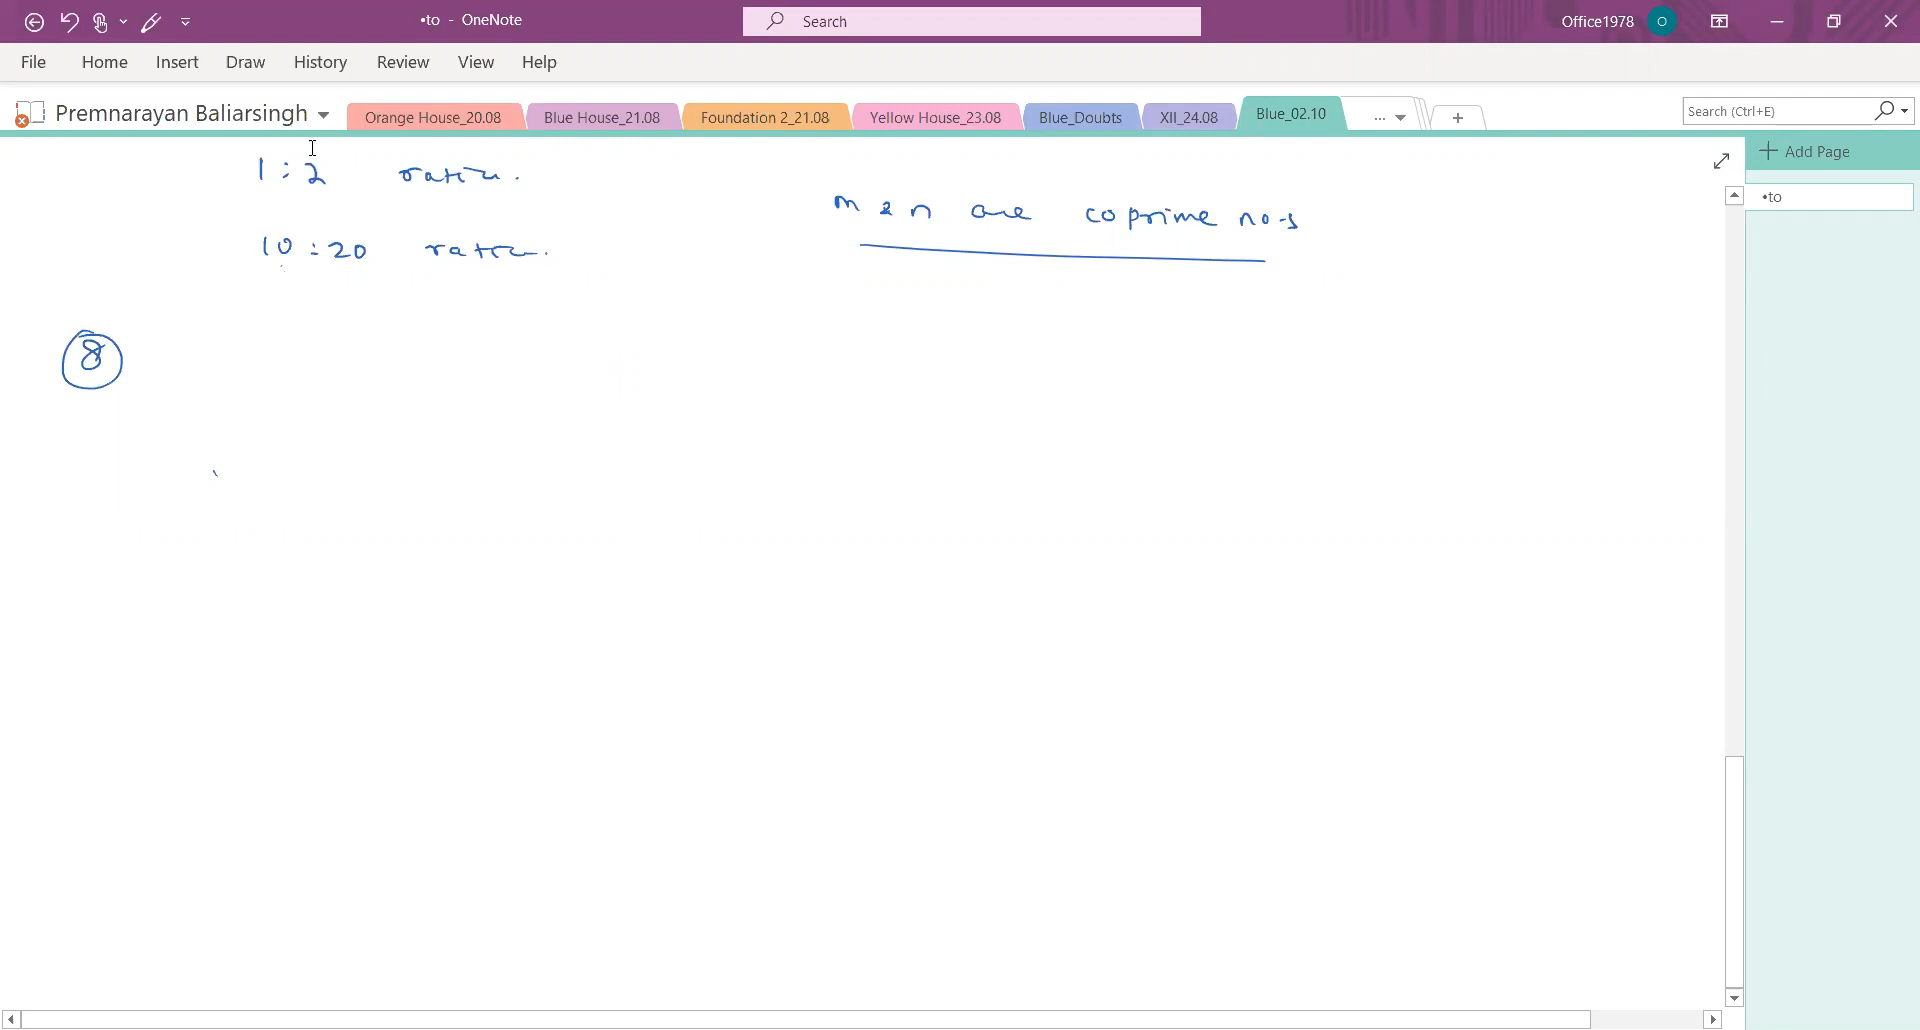 •to - OneNote
Search
Office1978
O
File Home Insert Draw History Review View Help
Premnarayan Baliarsingh
Orange House_20.08
Blue House_21.08
Foundation 2_21.08
Yellow House_23.08
Blue_Doubts
XII_24.08
Blue_02.10
...
+
Search (Ctrl+E)
Add Page
•to
1 : 2 ratio.
m & n are coprime no-s
10 : 20 ratio.
8